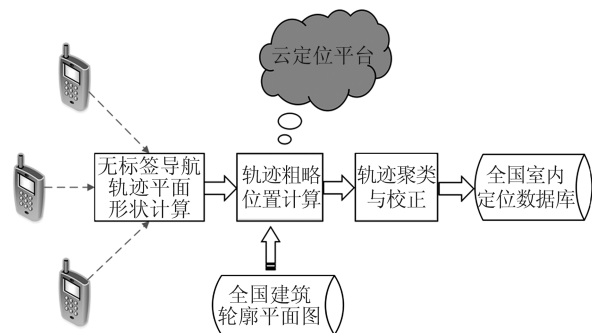 云定位平台
无标签导航
轨迹平面
形状计算
轨迹粗略
位置计算
轨迹聚类
与校正
全国室内
定位数据库
全国建筑
轮廓平面图